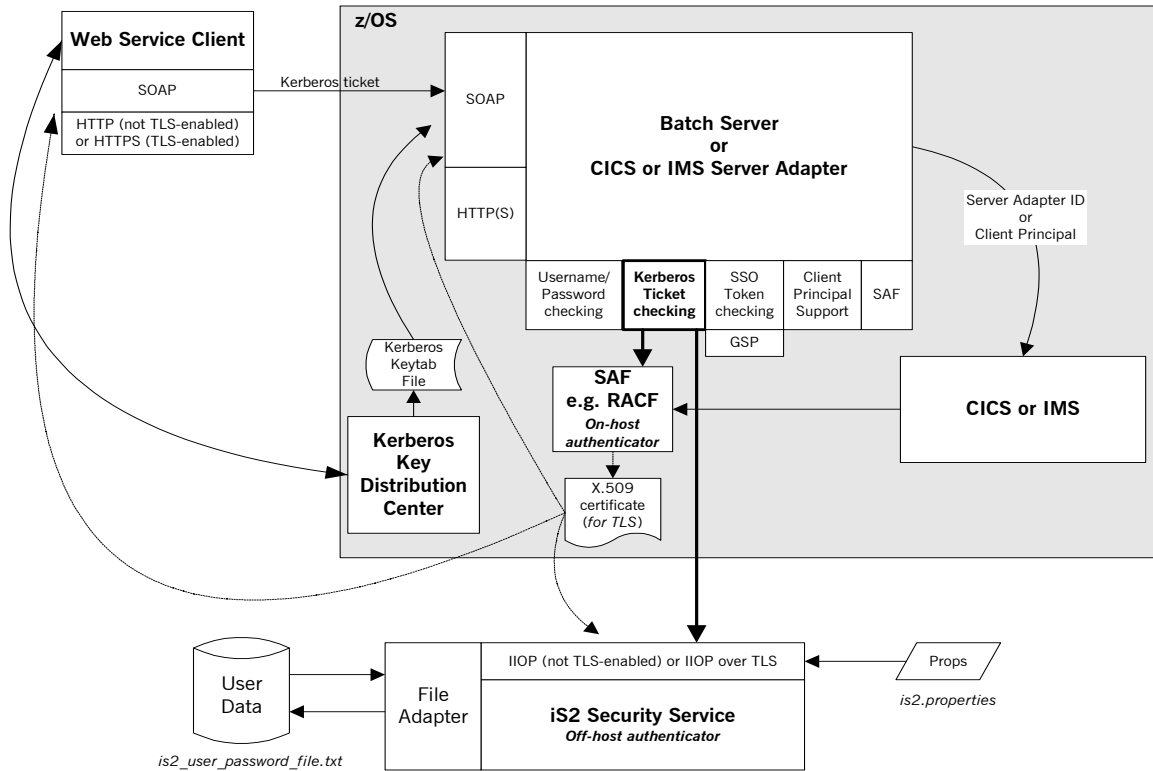 z/OS
Web Service Client
SOAP
HTTP (not TLS-enabled)
or HTTPS (TLS-enabled)
Kerberos ticket
SOAP
HTTP(S)
Batch Server
or
CICS or IMS Server Adapter
Server Adapter ID
or
Client Principal
Username/
Password
checking
Kerberos
Ticket
checking
SSO
Token
checking
Client
Principal
Support
SAF
GSP
Kerberos
Keytab
File
SAF
e.g. RACF
On-host
authenticator
CICS or IMS
Kerberos
Key
Distribution
Center
X.509
certificate
(for TLS)
User
Data
is2_user_password_file.txt
File
Adapter
IIOP (not TLS-enabled) or IIOP over TLS
iS2 Security Service
Off-host authenticator
Props
is2.properties